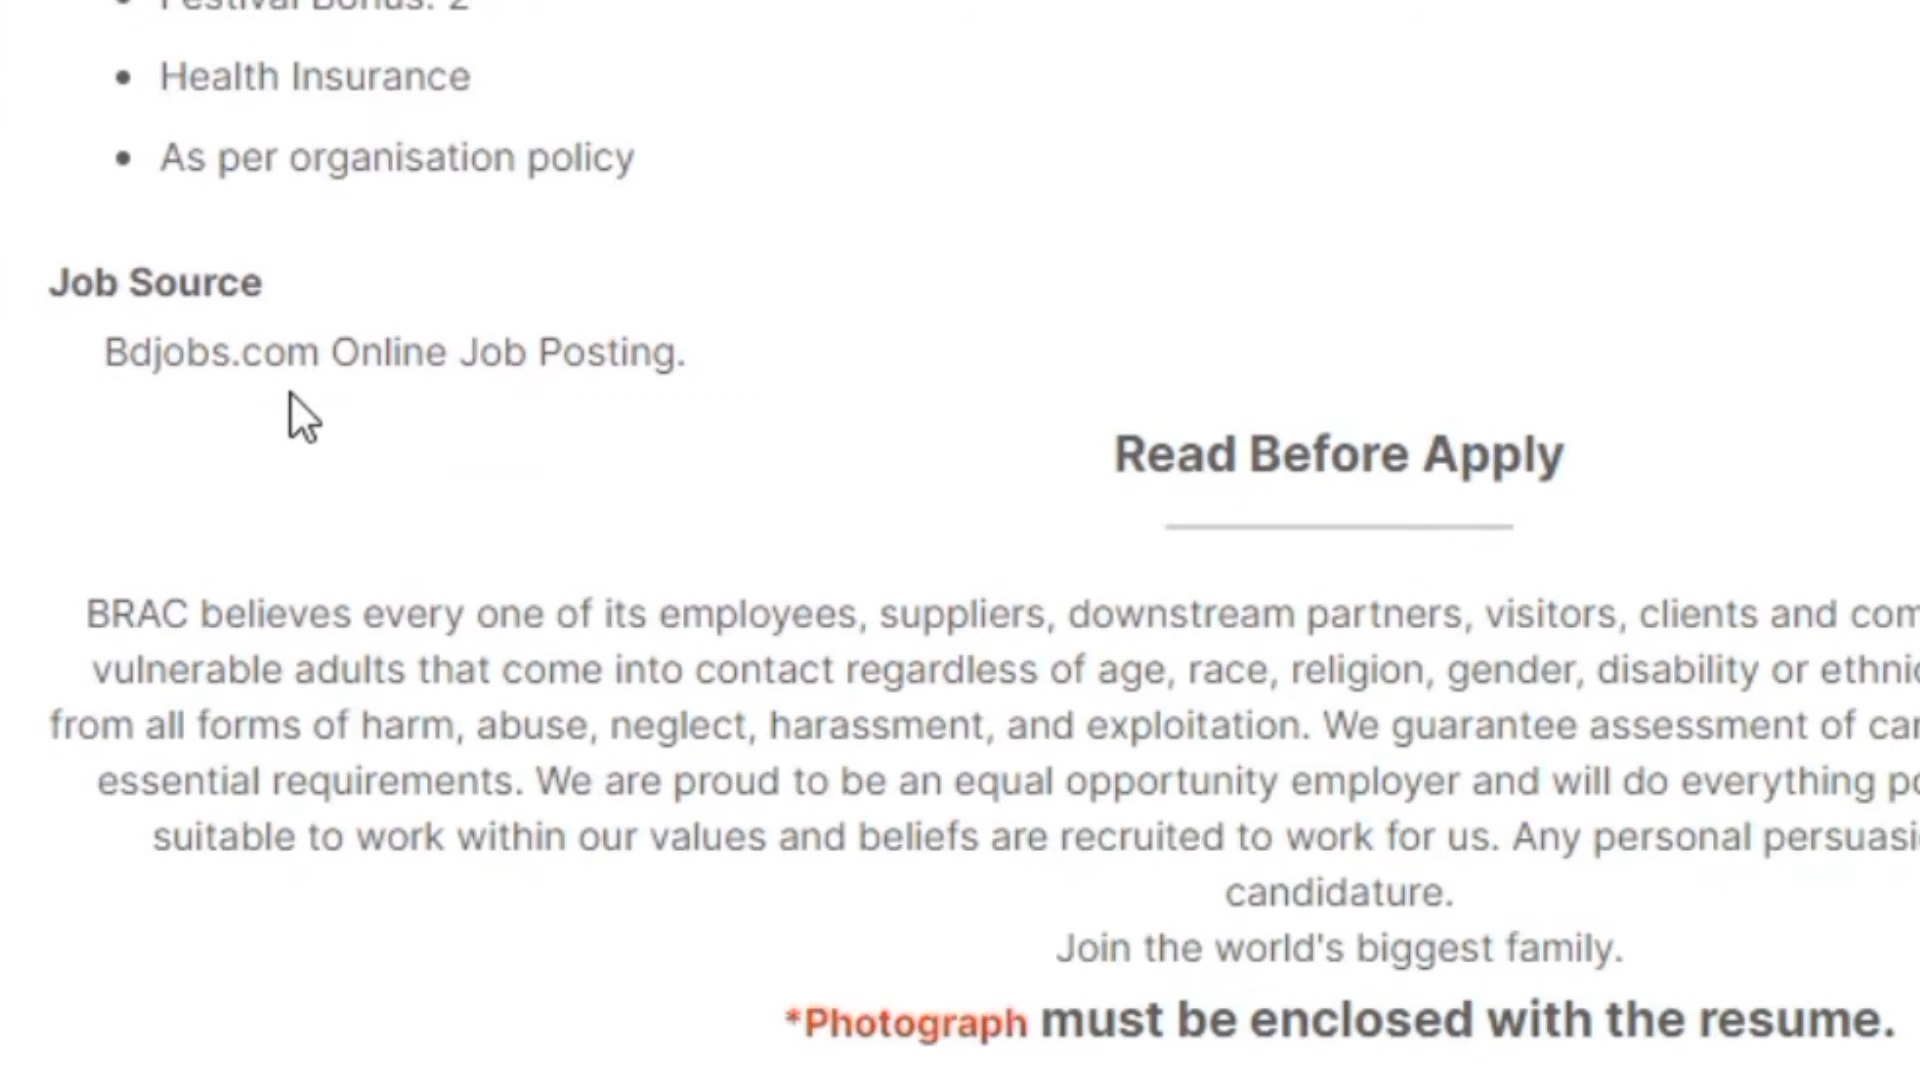 Festival Bonus: 2
Health Insurance
As per organisation policy
Job Source
Bdjobs.com Online Job Posting.
Read Before Apply
BRAC believes every one of its employees, suppliers, downstream partners, visitors, clients and com
vulnerable adults that come into contact regardless of age, race, religion, gender, disability or ethnic
from all forms of harm, abuse, neglect, harassment, and exploitation. We guarantee assessment of car
essential requirements. We are proud to be an equal opportunity employer and will do everything po
suitable to work within our values and beliefs are recruited to work for us. Any personal persuasi
candidature.
Join the world's biggest family.
*Photograph must be enclosed with the resume.